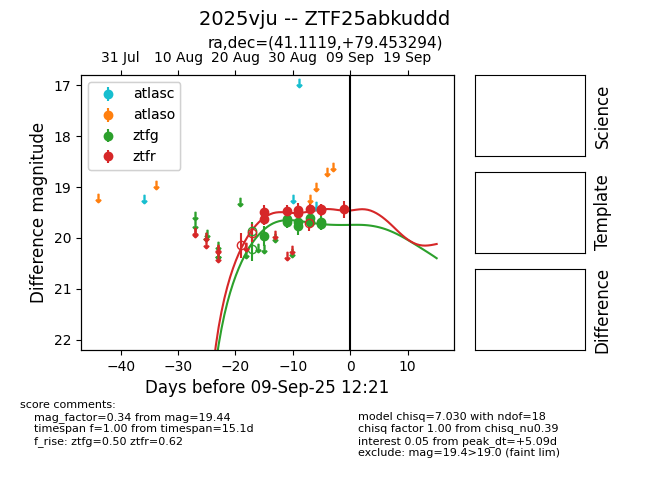 2025vju -- ZTF25abkuddd
ra,dec=(41.1119,+79.453294)
31 Jul 10 Aug 20 Aug 30 Aug 09 Sep 19 Sep
atlasc
atlaso
ztfg
ztfr
17
18
19
20
21
22
Difference magnitude
−40 −30 −20 −10 0 10
Days before 09-Sep-25 12:21
Science
Template
Difference
score comments:
mag_factor=0.34 from mag=19.44
timespan f=1.00 from timespan=15.1d
f_rise: ztfg=0.50 ztfr=0.62
model chisq=7.030 with ndof=18
chisq factor 1.00 from chisq_nu0.39
interest 0.05 from peak_dt=+5.09d
exclude: mag=19.4>19.0 (faint lim)